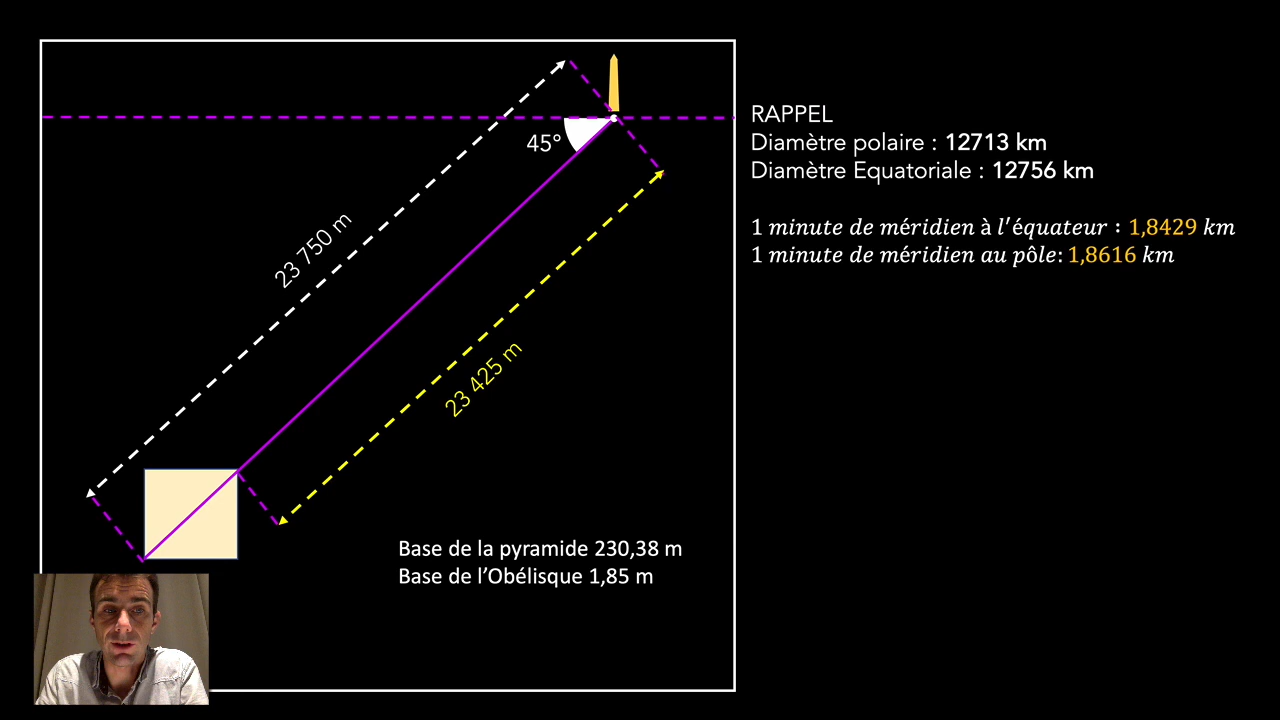 45°
23 750 m
23 425 m
Base de la pyramide 230,38 m
Base de l’Obélisque 1,85 m
RAPPEL
Diamètre polaire : 12713 km
Diamètre Equatoriale : 12756 km
1 minute de méridien à l'équateur : 1,8429 km
1 minute de méridien au pôle: 1,8616 km